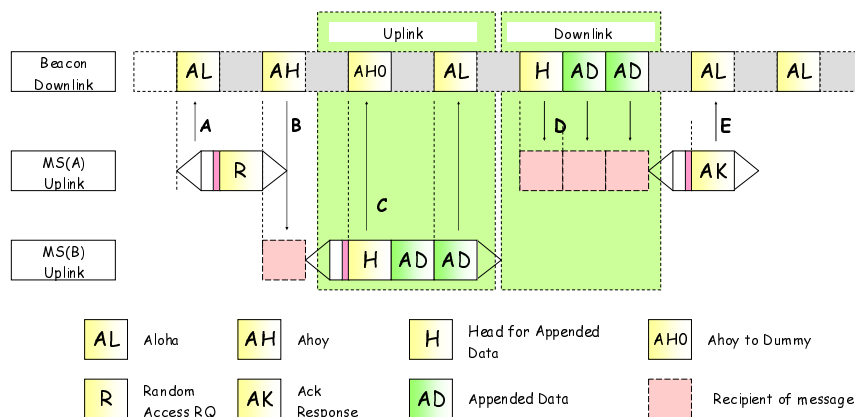 Uplink
Downlink
Beacon
Downlink
AL
AH
AH0
AL
H
AD
AD
AL
AL
A
B
D
E
MS(A)
Uplink
R
AK
C
MS(B)
Uplink
H
AD
AD
AL
Aloha
AH
Ahoy
H
Head for Appended
Data
AH0
Ahoy to Dummy
R
Random
Access RQ
AK
Ack
Response
AD
Appended Data
Recipient of message